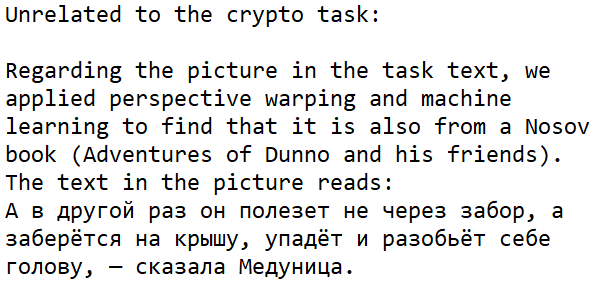 Unrelated to the crypto task:
Regarding the picture in the task text, we
applied perspective warping and machine
learning to find that it is also from a Nosov
book (Adventures of Dunno and his friends).
The text in the picture reads:
А в другой раз он полезет не через забор, а
заберётся на крышу, упадёт и разобьёт себе
голову, — сказала Медуница.